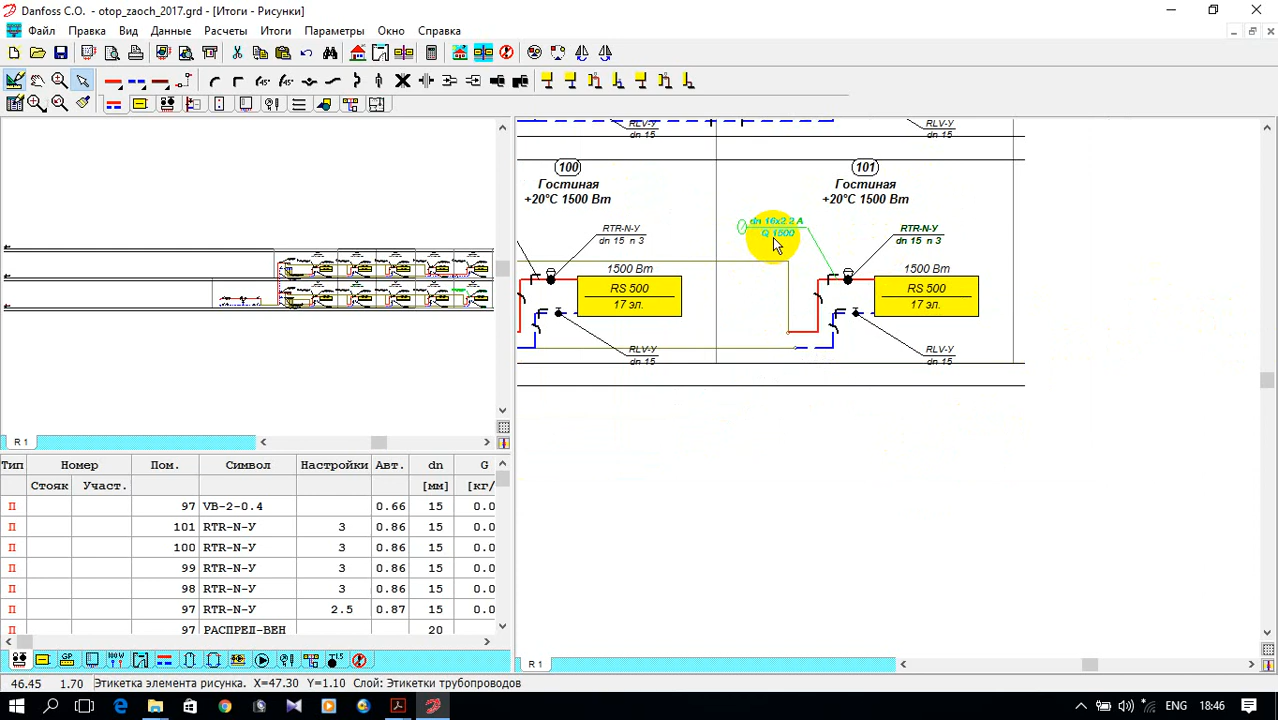 Danfoss C.O. - otop_zaoch_2017.grd - [Итоги - Рисунки]
Файл Правка Вид Данные Расчеты Итоги Параметры Окно Справка
RLV-У
dn 15
RLV-У
dn 15
100
Гостиная
+20°C 1500 Вт
101
Гостиная
+20°C 1500 Вт
RTR-N-У
dn 15 n 3
dn 16x2.2 A
Q 1500
RTR-N-У
dn 15 n 3
1500 Вт
RS 500
17 эл.
1500 Вт
RS 500
17 эл.
RLV-У
dn 15
RLV-У
dn 15
R 1
Тип Номер Пом. Символ Настройки Авт. dn G
Стояк Участ. [мм] [кг/
П 97 VB-2-0.4 0.66 15 0.0
П 101 RTR-N-У 3 0.86 15 0.0
П 100 RTR-N-У 3 0.86 15 0.0
П 99 RTR-N-У 3 0.86 15 0.0
П 98 RTR-N-У 3 0.86 15 0.0
П 97 RTR-N-У 2.5 0.87 15 0.0
П 97 РАСПРЕП-ВЕН 20 0.0
R 1
46.45 1.70 Этикетка элемента рисунка. X=47.30 Y=1.10 Слой: Этикетки трубопроводов
ENG 18:46